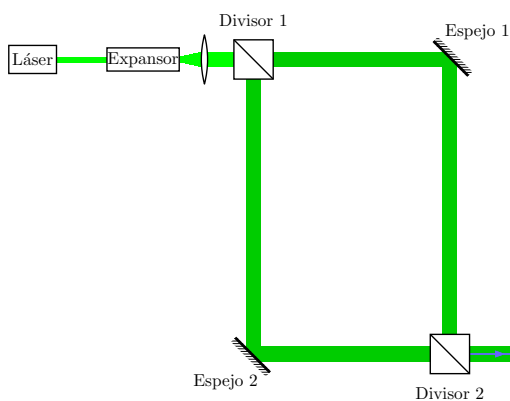 Divisor 1
Espejo 1
Láser
Expansor
Espejo 2
Divisor 2